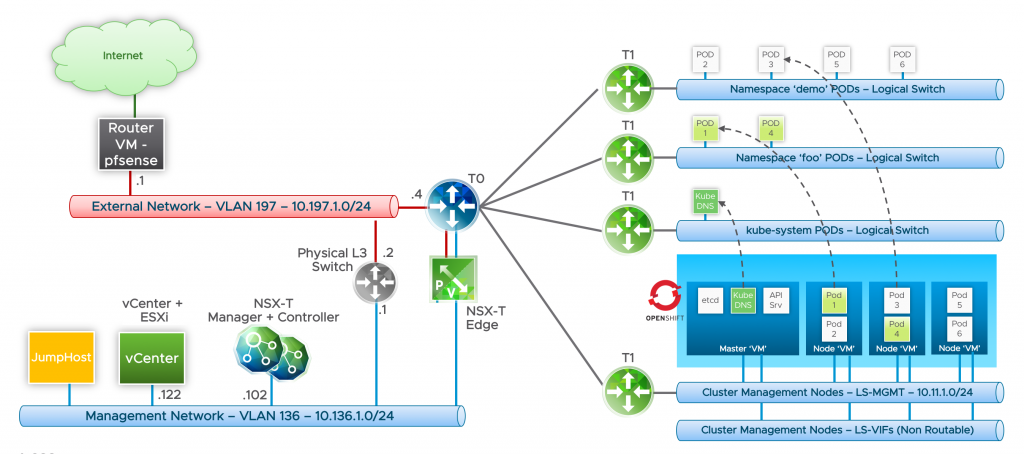 Internet
Router
VM -
pfsense
.1
External Network – VLAN 197 – 10.197.1.0/24
.4
T0
Physical L3
Switch
.2
.1
P V
NSX-T
Edge
vCenter +
ESXi
NSX-T
Manager + Controller
JumpHost
vCenter
.122
.102
Management Network – VLAN 136 – 10.136.1.0/24
T1
POD
2
POD
3
POD
5
POD
6
Namespace 'demo' PODs – Logical Switch
T1
POD
1
POD
4
Namespace 'foo' PODs – Logical Switch
T1
Kube
DNS
kube-system PODs – Logical Switch
OPENSHIFT
etcd
Kube
DNS
API
Srv
Master 'VM'
Pod
1
Pod
2
Node 'VM'
Pod
3
Pod
4
Node 'VM'
Pod
5
Pod
6
Node 'VM'
T1
Cluster Management Nodes – LS-MGMT – 10.11.1.0/24
Cluster Management Nodes – LS-VIFs (Non Routable)